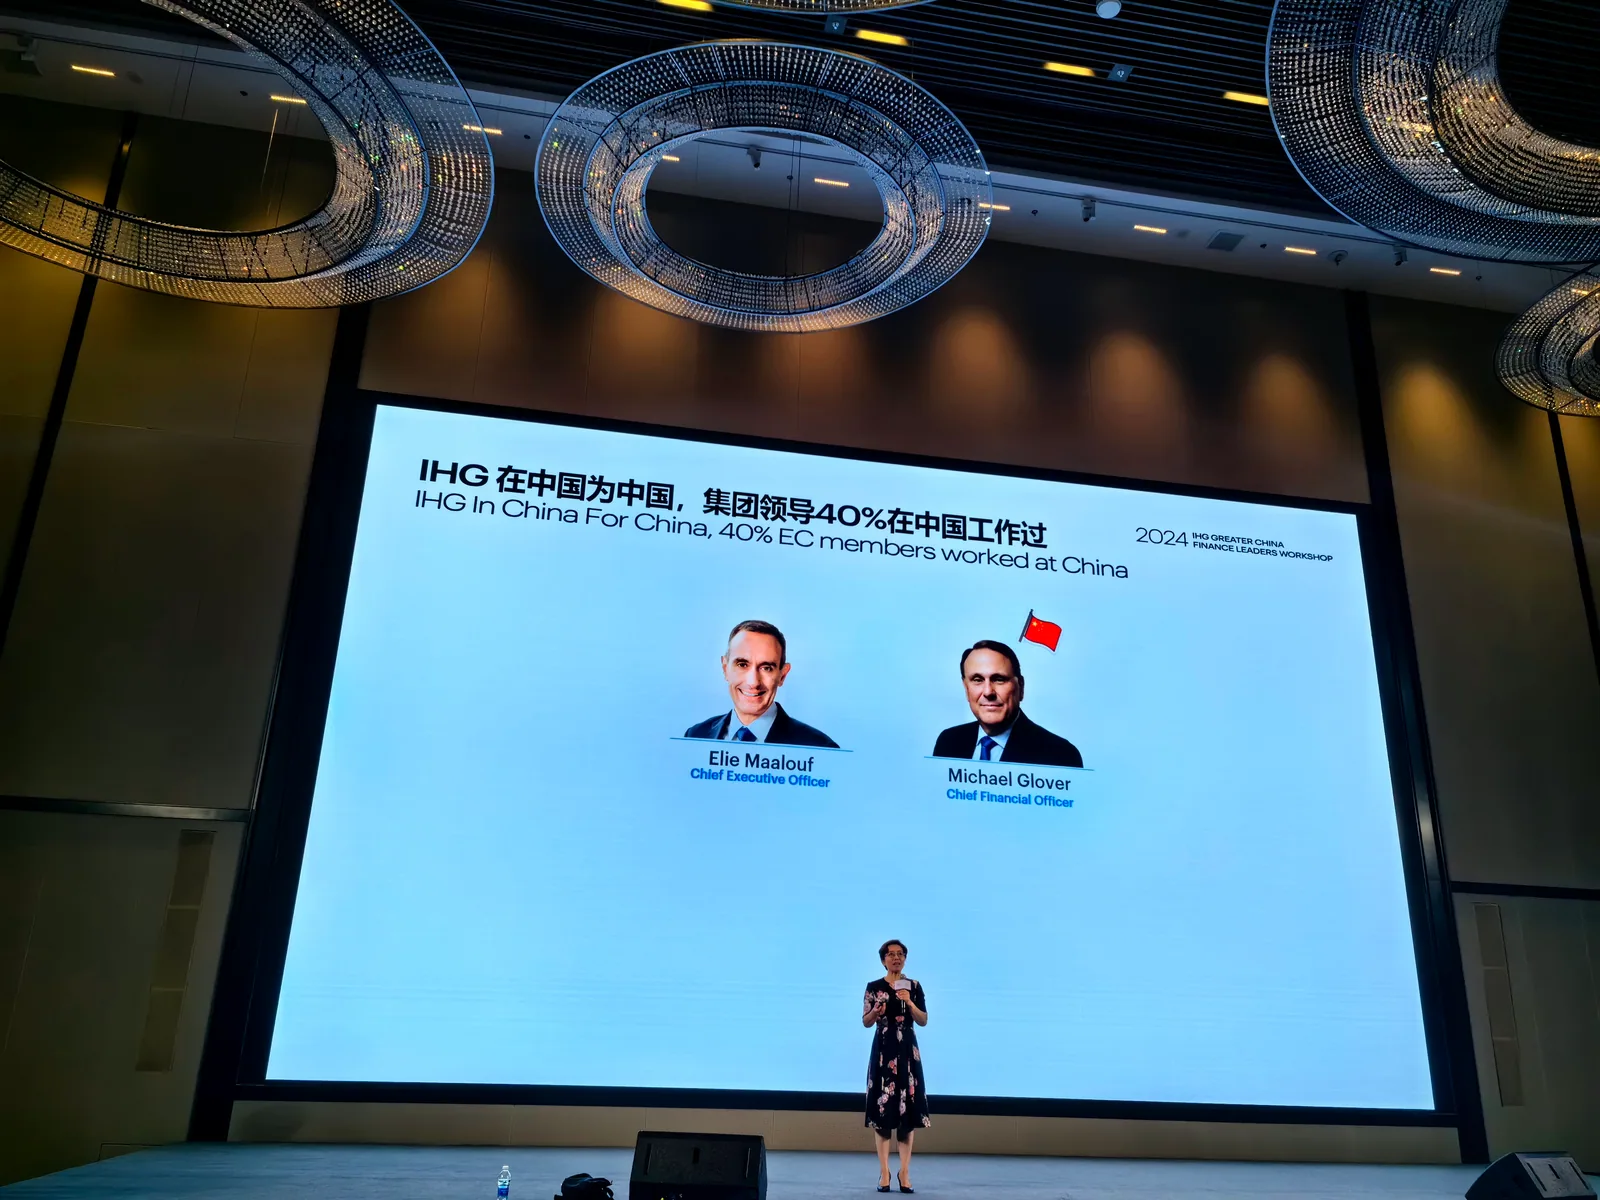 IHG 在中国为中国，集团领导40%在中国工作过
IHG In China For China, 40% EC members worked at China
2024 IHG GREATER CHINA
FINANCE LEADERS WORKSHOP
Elie Maalouf
Chief Executive Officer
Michael Glover
Chief Financial Officer